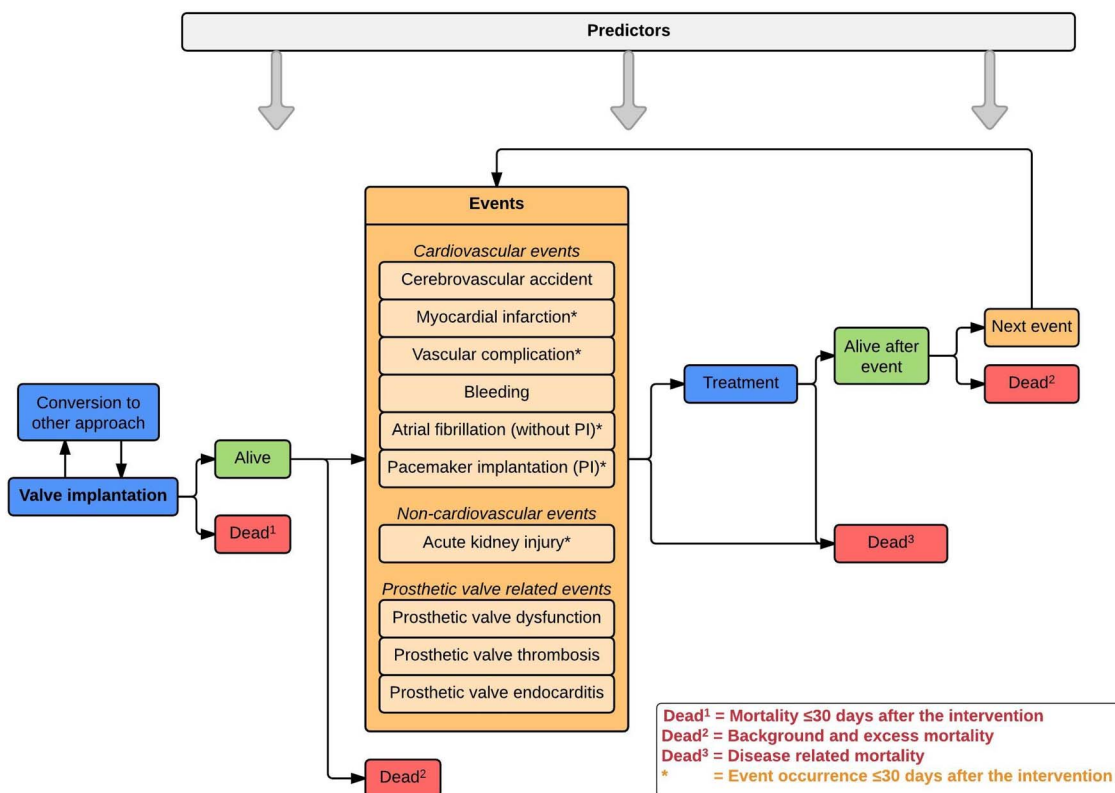 Predictors
Events
Cardiovascular events
Cerebrovascular accident
Myocardial infarction*
Vascular complication*
Bleeding
Atrial fibrillation (without PI)*
Pacemaker implantation (PI)*
Non-cardiovascular events
Acute kidney injury*
Prosthetic valve related events
Prosthetic valve dysfunction
Prosthetic valve thrombosis
Prosthetic valve endocarditis
Conversion to
other approach
Valve implantation
Alive
Dead¹
Dead²
Treatment
Alive after
event
Next event
Dead²
Dead³
Dead¹ = Mortality ≤30 days after the intervention
Dead² = Background and excess mortality
Dead³ = Disease related mortality
* = Event occurrence ≤30 days after the intervention